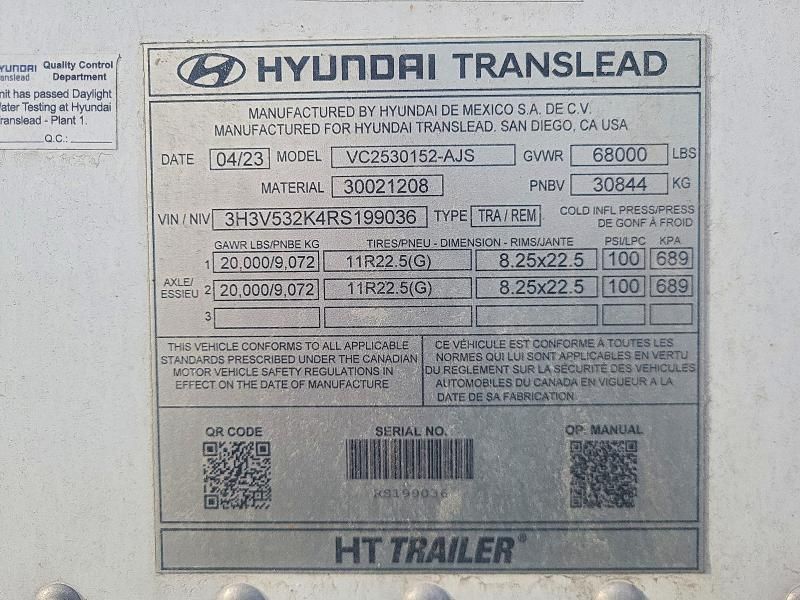 HYUNDAI Translead
Quality Control Department
nit has passed Daylight
Water Testing at Hyundai
Translead - Plant 1.
Q.C.:
HYUNDAI TRANSLEAD
MANUFACTURED BY HYUNDAI DE MEXICO S.A. DE C.V.
MANUFACTURED FOR HYUNDAI TRANSLEAD. SAN DIEGO, CA USA
DATE 04/23 MODEL VC2530152-AJS GVWR 68000 LBS
MATERIAL 30021208 PNBV 30844 KG
VIN / NIV 3H3V532K4RS199036 TYPE TRA / REM COLD INFL PRESS/PRESS
DE GONF À FROID
GAWR LBS/PNBE KG TIRES/PNEU - DIMENSION - RIMS/JANTE PSI/LPC KPA
1 20,000/9,072 11R22.5(G) 8.25x22.5 100 689
AXLE/
ESSIEU 2 20,000/9,072 11R22.5(G) 8.25x22.5 100 689
3
THIS VEHICLE CONFORMS TO ALL APPLICABLE
STANDARDS PRESCRIBED UNDER THE CANADIAN
MOTOR VEHICLE SAFETY REGULATIONS IN
EFFECT ON THE DATE OF MANUFACTURE
CE VÉHICULE EST CONFORME À TOUTES LES
NORMES QUI LUI SONT APPLICABLES EN VERTU
DU REGLEMENT SUR LA SÉCURITÉ DES VÉHICLES
AUTOMOBILES DU CANADA EN VIGUEUR A LA
DATE DE SA FABRICATION.
QR CODE
SERIAL NO.
OP. MANUAL
RS199036
HT TRAILER®